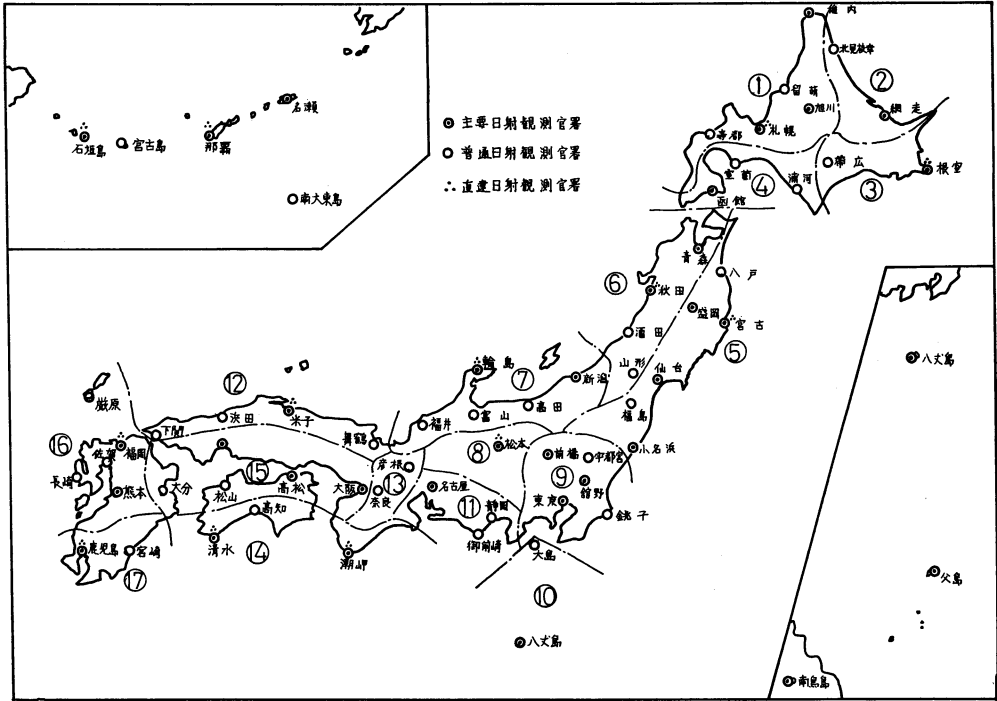 名瀬
石垣島
宮古島
那覇
南大東島
主要日射観測官署
普通日射観測官署
直達日射観測官署
稚内
北見枝幸
①
②
留萌
旭川
網走
寿都
札幌
帯広
根室
室蘭
④
浦河
③
函館
青森
八戸
⑥
秋田
盛岡
宮古
酒田
⑤
山形
仙台
輪島
⑦
新潟
福島
富山
高田
福井
⑫
厳原
浜田
米子
下関
舞鶴
⑧
松本
前橋
宇都宮
小名浜
⑯
佐賀
福岡
彦根
⑨
長崎
⑮
熊本
大分
松山
高松
大阪
⑬
奈良
名古屋
館野
⑪
静岡
東京
銚子
高知
御前崎
大島
鹿児島
宮崎
清水
⑭
潮岬
⑰
⑩
八丈島
八丈島
父島
南鳥島